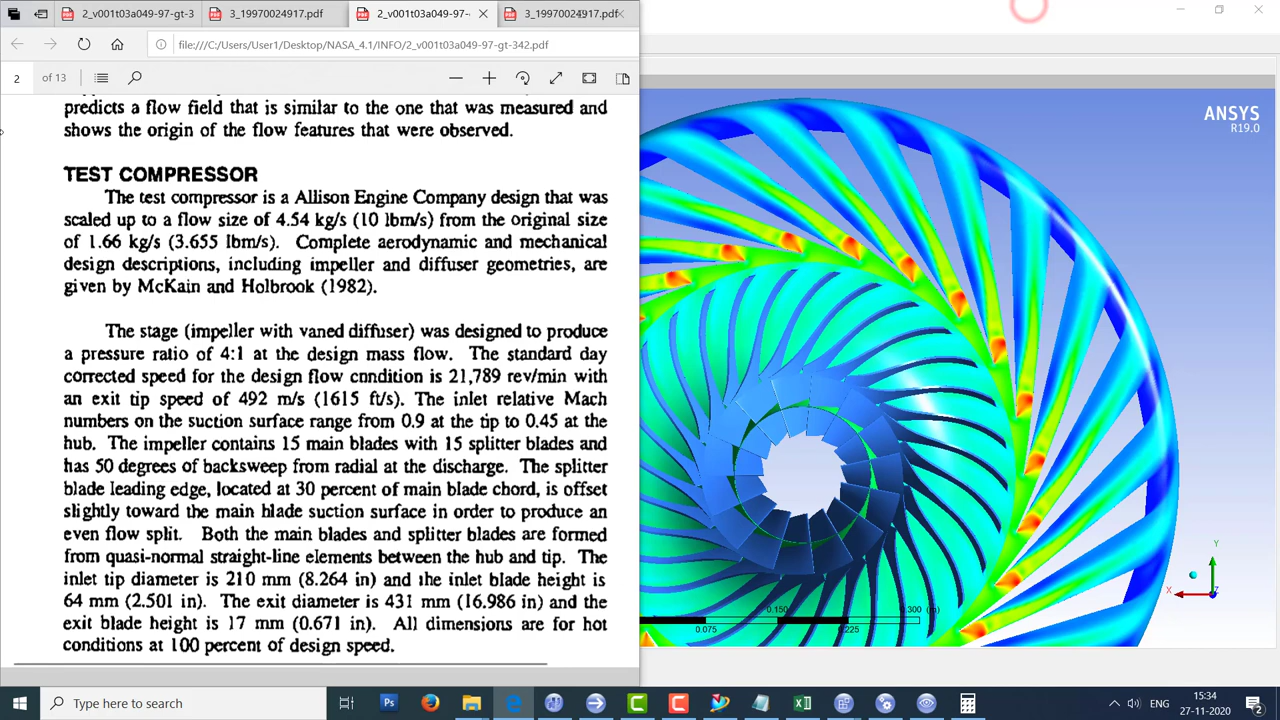 2_v001t03a049-97-gt-3
3_19970024917.pdf
2_v001t03a049-97-
3_19970024917.pdf
file:///C:/Users/User1/Desktop/NASA_4.1/INFO/2_v001t03a049-97-gt-342.pdf
2 of 13
predicts a flow field that is similar to the one that was measured and
shows the origin of the flow features that were observed.
TEST COMPRESSOR
The test compressor is a Allison Engine Company design that was
scaled up to a flow size of 4.54 kg/s (10 lbm/s) from the original size
of 1.66 kg/s (3.655 lbm/s). Complete aerodynamic and mechanical
design descriptions, including impeller and diffuser geometries, are
given by McKain and Holbrook (1982).
The stage (impeller with vaned diffuser) was designed to produce
a pressure ratio of 4:1 at the design mass flow. The standard day
corrected speed for the design flow condition is 21,789 rev/min with
an exit tip speed of 492 m/s (1615 ft/s). The inlet relative Mach
numbers on the suction surface range from 0.9 at the tip to 0.45 at the
hub. The impeller contains 15 main blades with 15 splitter blades and
has 50 degrees of backsweep from radial at the discharge. The splitter
blade leading edge, located at 30 percent of main blade chord, is offset
slightly toward the main blade suction surface in order to produce an
even flow split. Both the main blades and splitter blades are formed
from quasi-normal straight-line elements between the hub and tip. The
inlet tip diameter is 210 mm (8.264 in) and the inlet blade height is
64 mm (2.501 in). The exit diameter is 431 mm (16.986 in) and the
exit blade height is 17 mm (0.671 in). All dimensions are for hot
conditions at 100 percent of design speed.
ANSYS
R19.0
0.150
0.300 (m)
0.075
0.225
Y
X
Z
Type here to search
Ps
ENG
15:34
27-11-2020
2